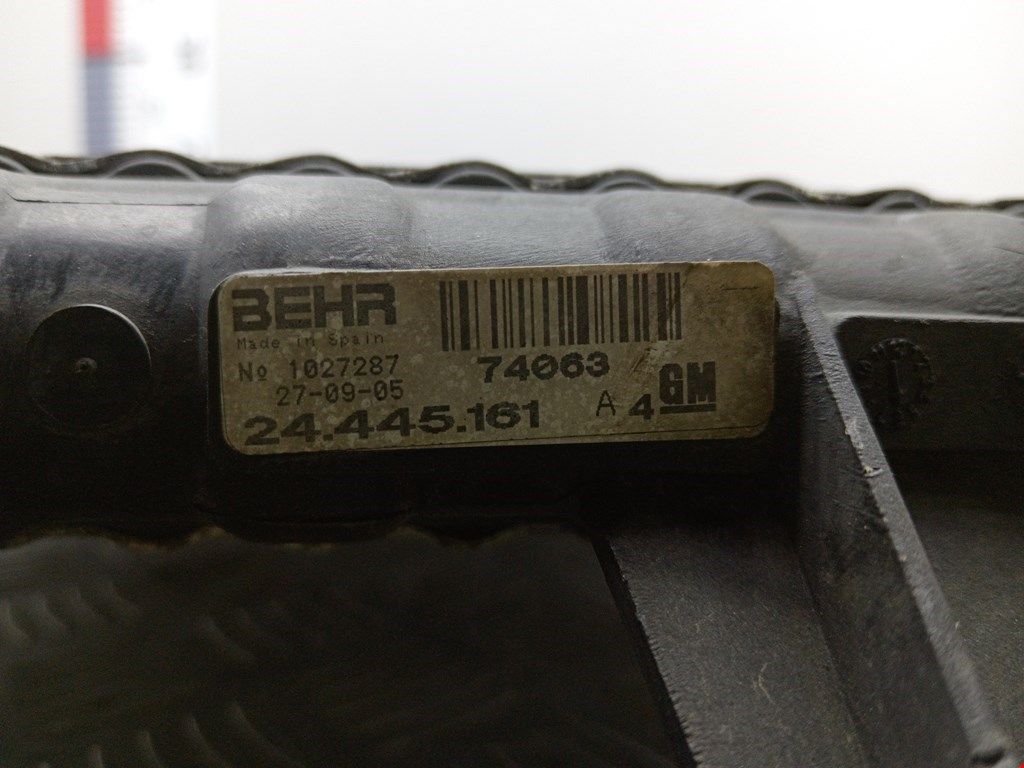 BEHR
Made in Spain
№ 1027287
74063
27-09-05
24.445.161
A 4 GM